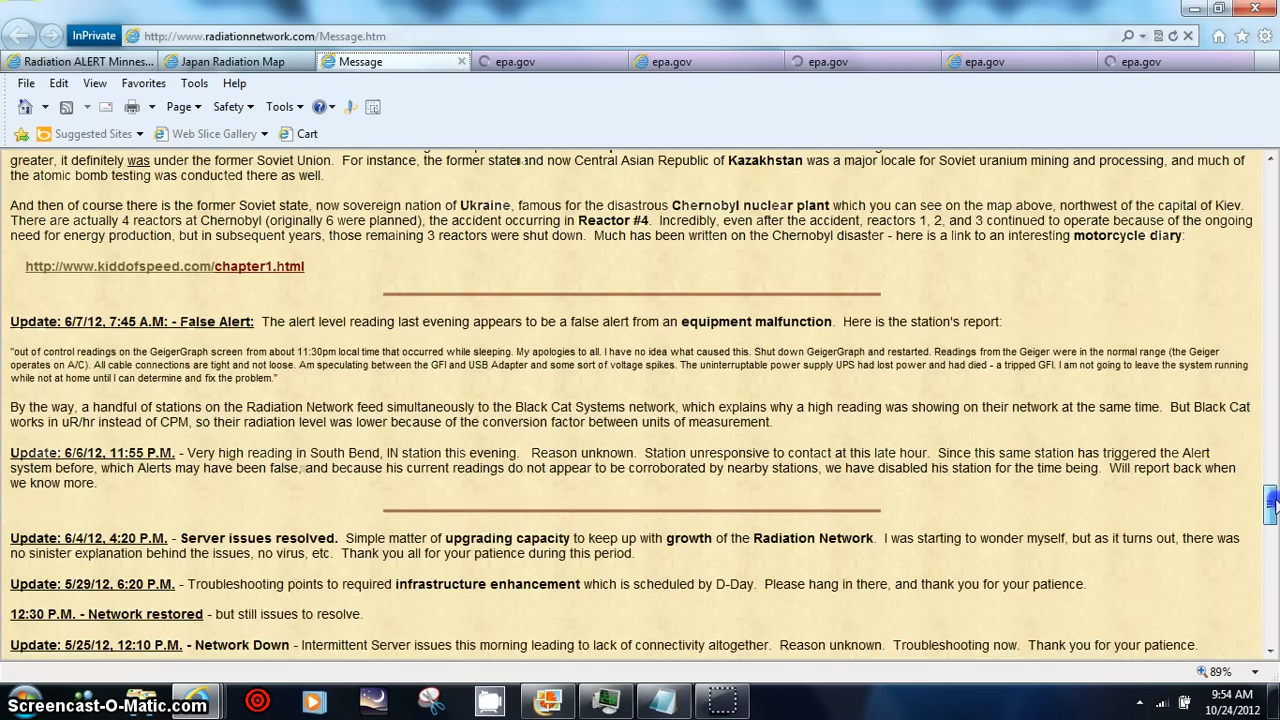 InPrivate
http://www.radiationnetwork.com/Message.htm
Radiation ALERT Minnes...
Japan Radiation Map
Message
epa.gov
epa.gov
epa.gov
epa.gov
epa.gov
File Edit View Favorites Tools Help
Page Safety Tools
Suggested Sites Web Slice Gallery Cart
greater, it definitely was under the former Soviet Union. For instance, the former state and now Central Asian Republic of Kazakhstan was a major locale for Soviet uranium mining and processing, and much of
the atomic bomb testing was conducted there as well.
And then of course there is the former Soviet state, now sovereign nation of Ukraine, famous for the disastrous Chernobyl nuclear plant which you can see on the map above, northwest of the capital of Kiev.
There are actually 4 reactors at Chernobyl (originally 6 were planned), the accident occurring in Reactor #4. Incredibly, even after the accident, reactors 1, 2, and 3 continued to operate because of the ongoing
need for energy production, but in subsequent years, those remaining 3 reactors were shut down. Much has been written on the Chernobyl disaster - here is a link to an interesting motorcycle diary:
http://www.kiddofspeed.com/chapter1.html
Update: 6/7/12, 7:45 A.M: - False Alert: The alert level reading last evening appears to be a false alert from an equipment malfunction. Here is the station's report:
"out of control readings on the GeigerGraph screen from about 11:30pm local time that occurred while sleeping. My apologies to all. I have no idea what caused this. Shut down GeigerGraph and restarted. Readings from the Geiger were in the normal range (the Geiger
operates on A/C). All cable connections are tight and not loose. Am speculating between the GFI and USB Adapter and some sort of voltage spikes. The uninterruptable power supply UPS had lost power and had died - a tripped GFI. I am not going to leave the system running
while not at home until I can determine and fix the problem."
By the way, a handful of stations on the Radiation Network feed simultaneously to the Black Cat Systems network, which explains why a high reading was showing on their network at the same time. But Black Cat
works in uR/hr instead of CPM, so their radiation level was lower because of the conversion factor between units of measurement.
Update: 6/6/12, 11:55 P.M. - Very high reading in South Bend, IN station this evening. Reason unknown. Station unresponsive to contact at this late hour. Since this same station has triggered the Alert
system before, which Alerts may have been false, and because his current readings do not appear to be corroborated by nearby stations, we have disabled his station for the time being. Will report back when
we know more.
Update: 6/4/12, 4:20 P.M. - Server issues resolved. Simple matter of upgrading capacity to keep up with growth of the Radiation Network. I was starting to wonder myself, but as it turns out, there was
no sinister explanation behind the issues, no virus, etc. Thank you all for your patience during this period.
Update: 5/29/12, 6:20 P.M. - Troubleshooting points to required infrastructure enhancement which is scheduled by D-Day. Please hang in there, and thank you for your patience.
12:30 P.M. - Network restored - but still issues to resolve.
Update: 5/25/12, 12:10 P.M. - Network Down - Intermittent Server issues this morning leading to lack of connectivity altogether. Reason unknown. Troubleshooting now. Thank you for your patience.
89%
Screencast-O-Matic.com
9:54 AM
10/24/2012